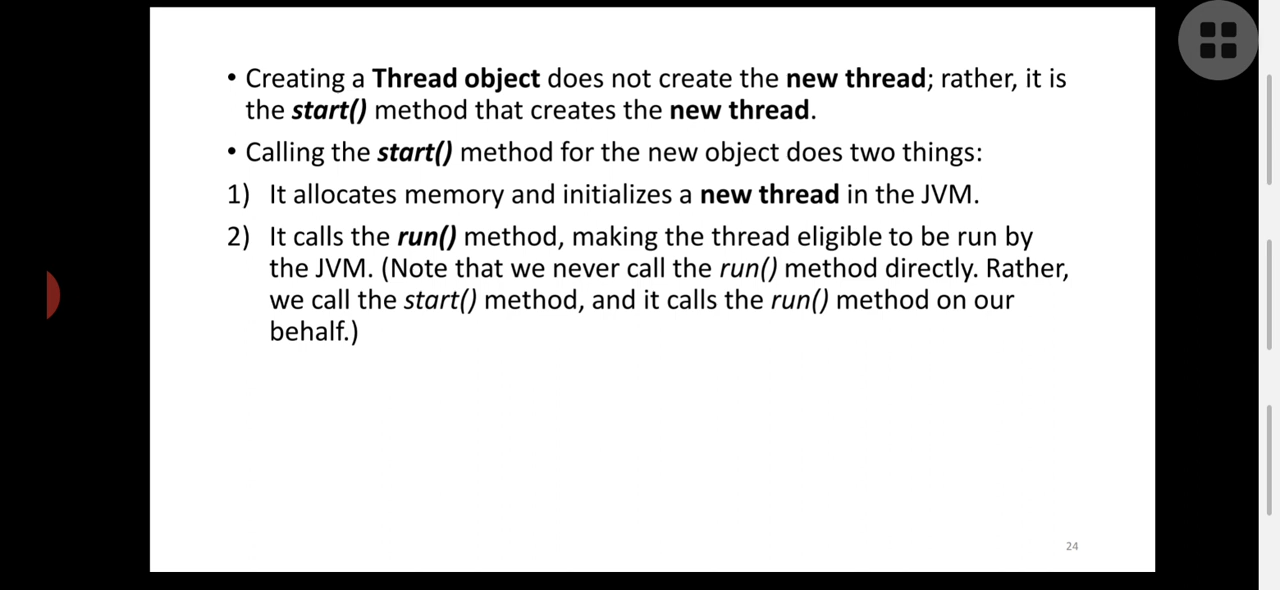 • Creating a Thread object does not create the new thread; rather, it is
the start() method that creates the new thread.
• Calling the start() method for the new object does two things:
1) It allocates memory and initializes a new thread in the JVM.
2) It calls the run() method, making the thread eligible to be run by
the JVM. (Note that we never call the run() method directly. Rather,
we call the start() method, and it calls the run() method on our
behalf.)
24